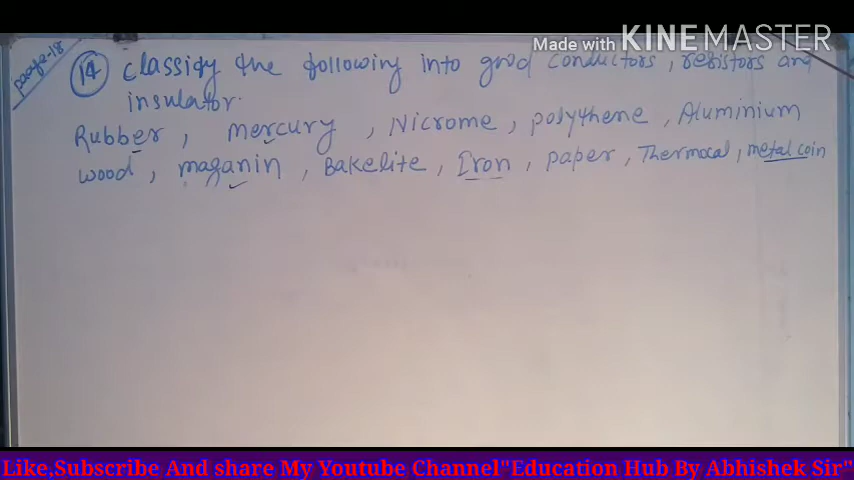 Made with KINEMASTER
page-18
14 classify the following into good conductors, resistors and
insulator.
Rubber, mercury, Nicrome, polythene, Aluminium
wood, maganin, Bakelite, Iron, paper, Thermocal, metal coin
Like,Subscribe And share My Youtube Channel"Education Hub By Abhishek Sir"